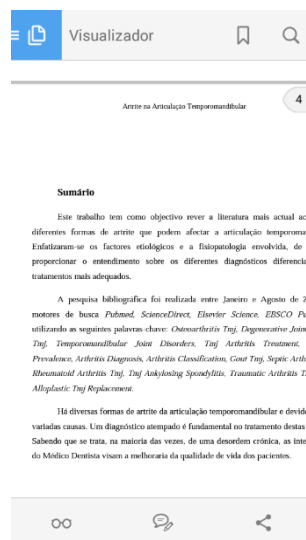 Visualizador
Artrite na Articulação Temporomandibular
4
Sumário
Este trabalho tem como objectivo rever a literatura mais actual
diferentes formas de artrite que podem afectar a articulação
Enfatizaram-se os factores etiológicos e a fisiopatologia envolvida, de
proporcionar o entendimento sobre os diferentes diagnósticos
tratamentos mais adequados.
A pesquisa bibliográfica foi realizada entre Janeiro e Agosto de
motores de busca Pubmed, ScienceDirect, Elsevier Science, EBSCO
utilizando as seguintes palavras-chave: Osteoarthritis Tmj, Degenerative
Tmj, Temporomandibular Joint Disorders, Tmj Arthritis Treatment,
Prevalence, Arthritis Diagnosis, Arthritis Classification, Gout Tmj, Septic
Rheumatoid Arthritis Tmj, Tmj Ankylosing Spondylitis, Traumatic Arthritis
Alloplastic Tmj Replacement.
Há diversas formas de artrite da articulação temporomandibular e
variadas causas. Um diagnóstico atempado é fundamental no tratamento destas
Sabendo que se trata, na maioria das vezes, de uma desordem crónica, as
do Médico Dentista visam a melhoraria da qualidade de vida dos pacientes.